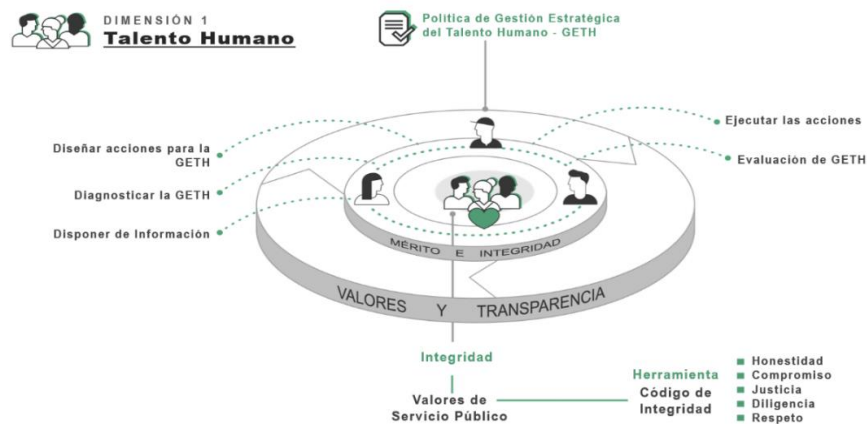 DIMENSIÓN 1
Talento Humano
Política de Gestión Estratégica
del Talento Humano - GETH
Diseñar acciones para la
GETH
Diagnosticar la GETH
Disponer de Información
Ejecutar las acciones
Evaluación de GETH
MÉRITO E INTEGRIDAD
VALORES Y TRANSPARENCIA
Integridad
Valores de
Servicio Público
Herramienta
Código de
Integridad
Honestidad
Compromiso
Justicia
Diligencia
Respeto